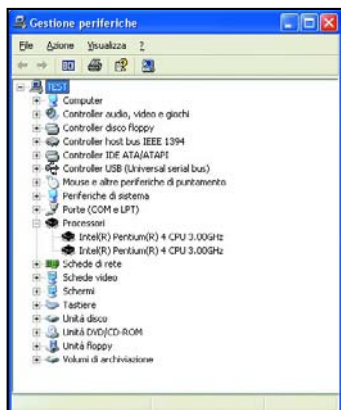 Gestione periferiche
File Azione Visualizza ?
TEST
Computer
Controller audio, video e giochi
Controller disco floppy
Controller host bus IEEE 1394
Controller IDE ATA/ATAPI
Controller USB (Universal serial bus)
Mouse e altre periferiche di puntamento
Periferiche di sistema
Porte (COM e LPT)
Processori
Intel(R) Pentium(R) 4 CPU 3.00GHz
Intel(R) Pentium(R) 4 CPU 3.00GHz
Schede di rete
Schede video
Schermi
Tastiere
Unità disco
Unità DVD/CD-ROM
Unità floppy
Volumi di archiviazione